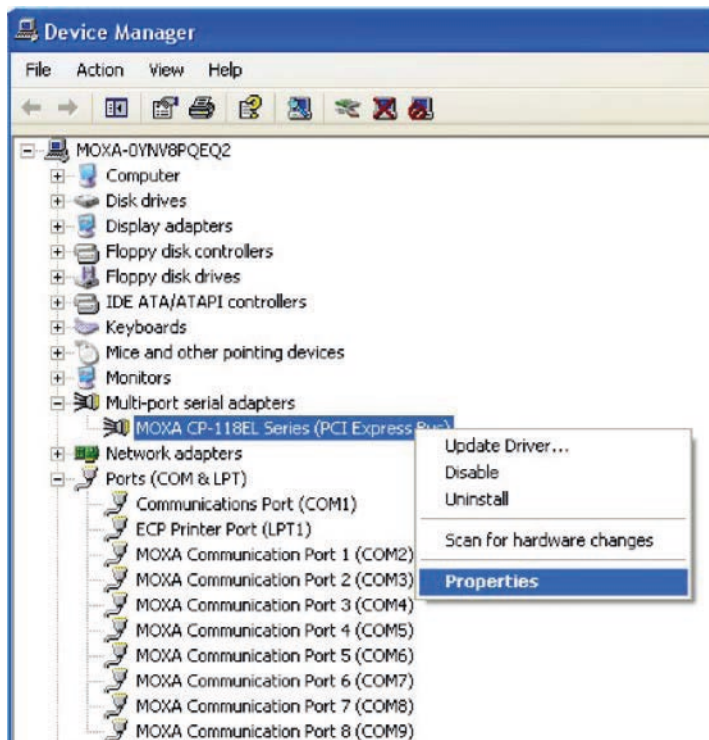 Device Manager
File Action View Help
MOXA-0YNV8PQEQ2
Computer
Disk drives
Display adapters
Floppy disk controllers
Floppy disk drives
IDE ATA/ATAPI controllers
Keyboards
Mice and other pointing devices
Monitors
Multi-port serial adapters
MOXA CP-118EL Series (PCI Express Bus)
Network adapters
Ports (COM & LPT)
Communications Port (COM1)
ECP Printer Port (LPT1)
MOXA Communication Port 1 (COM2)
MOXA Communication Port 2 (COM3)
MOXA Communication Port 3 (COM4)
MOXA Communication Port 4 (COM5)
MOXA Communication Port 5 (COM6)
MOXA Communication Port 6 (COM7)
MOXA Communication Port 7 (COM8)
MOXA Communication Port 8 (COM9)
Update Driver...
Disable
Uninstall
Scan for hardware changes
Properties